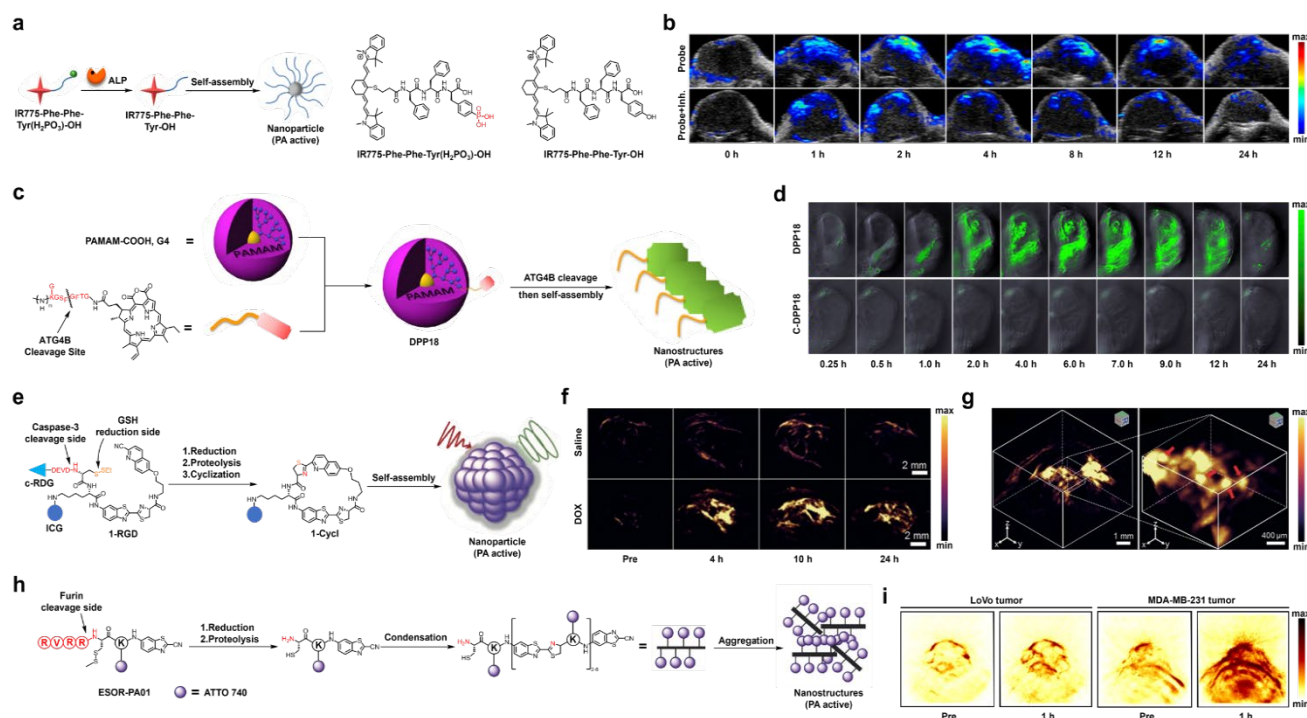 a
ALP
Self-assembly
IR775-Phe-Phe-
Tyr(H₂PO₃)-OH
IR775-Phe-Phe-
Tyr-OH
Nanoparticle
(PA active)
IR775-Phe-Phe-Tyr(H₂PO₃)-OH
IR775-Phe-Phe-Tyr-OH
b
Probe
Probe+Inh.
0 h
1 h
2 h
4 h
8 h
12 h
24 h
max
min
c
PAMAM-COOH, G4
=
PAMAM
ATG4B
Cleavage Site
=
PAMAM
DPP18
ATG4B cleavage
then self-assembly
Nanostructures
(PA active)
d
DPP18
C-DPP18
0.25 h
0.5 h
1.0 h
2.0 h
4.0 h
6.0 h
7.0 h
9.0 h
12 h
24 h
max
min
e
Caspase-3
cleavage side
GSH
reduction side
DEVD
c-RDG
ICG
1-RGD
1.Reduction
2.Proteolysis
3.Cyclization
1-Cycl
Self-assembly
Nanoparticle
(PA active)
f
Saline
DOX
2 mm
2 mm
Pre
4 h
10 h
24 h
max
min
g
z
x
y
1 mm
z
x
y
400 μm
max
min
h
Furin
cleavage side
R V R R
K
ESOR-PA01
= ATTO 740
1.Reduction
2.Proteolysis
K
Condensation
K
K
=
Aggregation
Nanostructures
(PA active)
i
LoVo tumor
MDA-MB-231 tumor
Pre
1 h
Pre
1 h
max
min